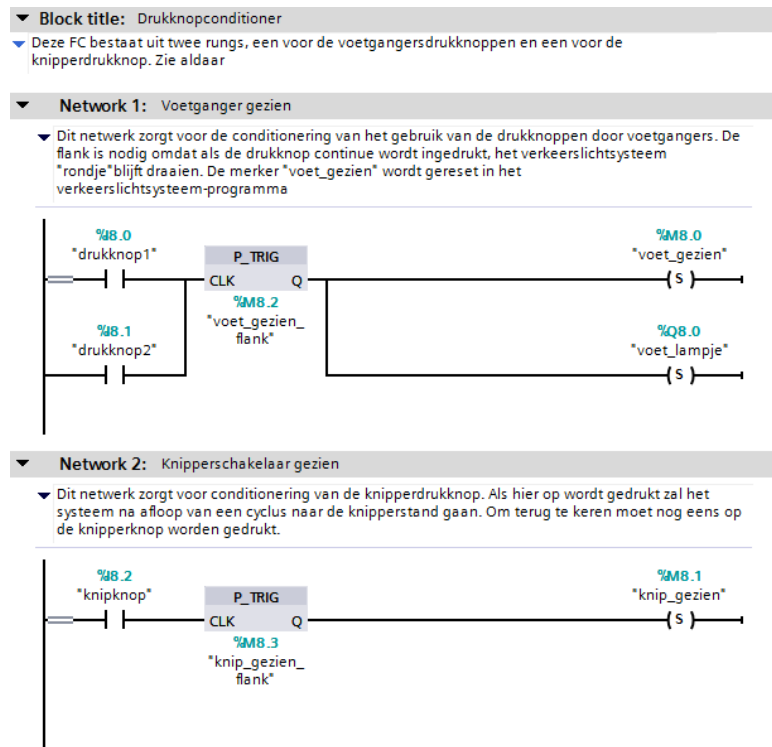 Block title: Drukknopconditioner
Deze FC bestaat uit twee rungs, een voor de voetgangersdrukknoppen en een voor de
knipperdrukknop. Zie aldaar
Network 1: Voetganger gezien
Dit netwerk zorgt voor de conditionering van het gebruik van de drukknoppen door voetgangers. De
flank is nodig omdat als de drukknop continue wordt ingedrukt, het verkeerslichtsysteem
"rondje"blijft draaien. De merker "voet_gezien" wordt gereset in het
verkeerslichtsysteem-programma
%I8.0
"drukknop1"
P_TRIG
CLK Q
%M8.2
"voet_gezien_
flank"
%M8.0
"voet_gezien"
S
%I8.1
"drukknop2"
%Q8.0
"voet_lampje"
S
Network 2: Knipperschakelaar gezien
Dit netwerk zorgt voor conditionering van de knipperdrukknop. Als hier op wordt gedrukt zal het
systeem na afloop van een cyclus naar de knipperstand gaan. Om terug te keren moet nog eens op
de knipperknop worden gedrukt.
%I8.2
"knipknop"
P_TRIG
CLK Q
%M8.3
"knip_gezien_
flank"
%M8.1
"knip_gezien"
S